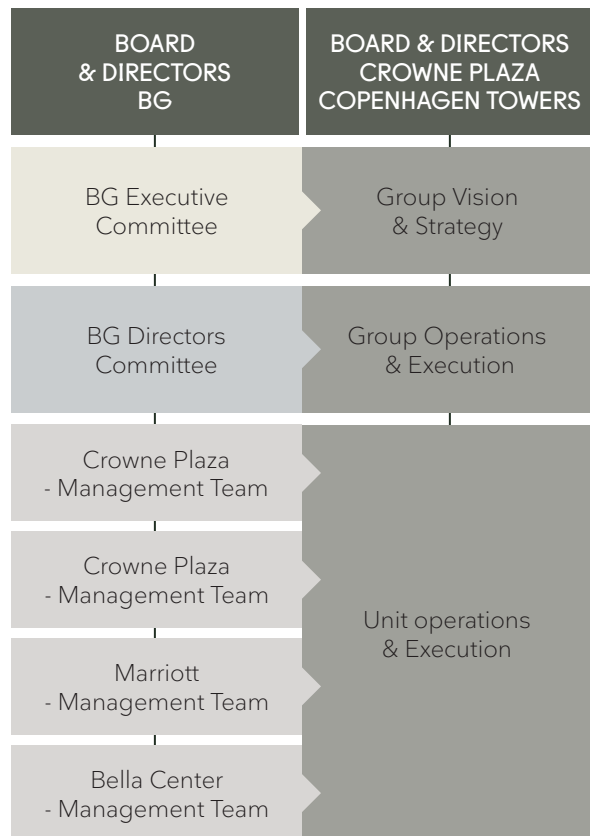 BOARD
& DIRECTORS
BG
BOARD & DIRECTORS
CROWNE PLAZA
COPENHAGEN TOWERS
BG Executive
Committee
Group Vision
& Strategy
BG Directors
Committee
Group Operations
& Execution
Crowne Plaza
- Management Team
Crowne Plaza
- Management Team
Marriott
- Management Team
Bella Center
- Management Team
Unit operations
& Execution